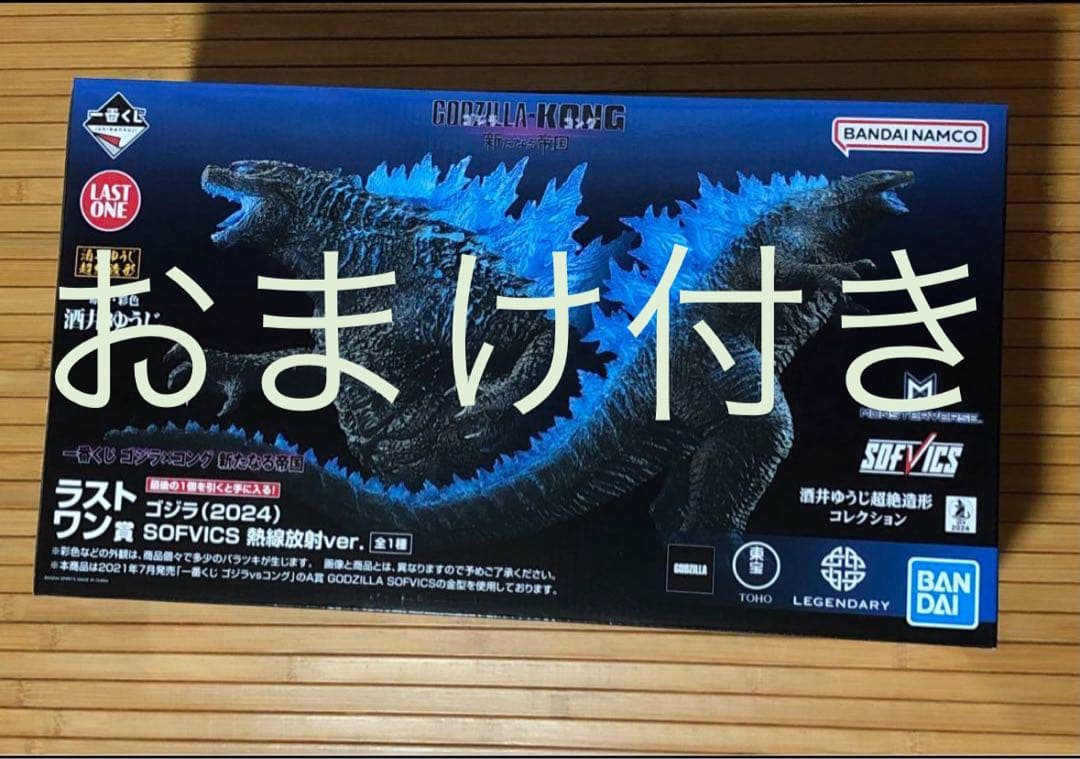 一番くじ
ichibankuji
GODZILLA-KONG
ゴジラ コング
新たなる帝国
BANDAI NAMCO
LAST
ONE
酒井ゆうじ
おまけ付き
MONSTERVERSE
SOFVICS
酒井ゆうじ超絶造形
コレクション
一番くじ ゴジラ×コング 新たなる帝国
ラスト
ワン賞
最後の1個を引くと手に入る!
ゴジラ(2024)
SOFVICS 熱線放射ver. 全1種
※彩色などの外観は、商品個々で多少のバラツキが生じます。 画像と商品とは、異なりますので予めご了承ください。
※本商品は2021年7月発売「一番くじ ゴジラvsコング」のA賞 GODZILLA SOFVICSの金型を使用しております。
GODZILLA
東宝
TOHO
LEGENDARY
BAN
DAI